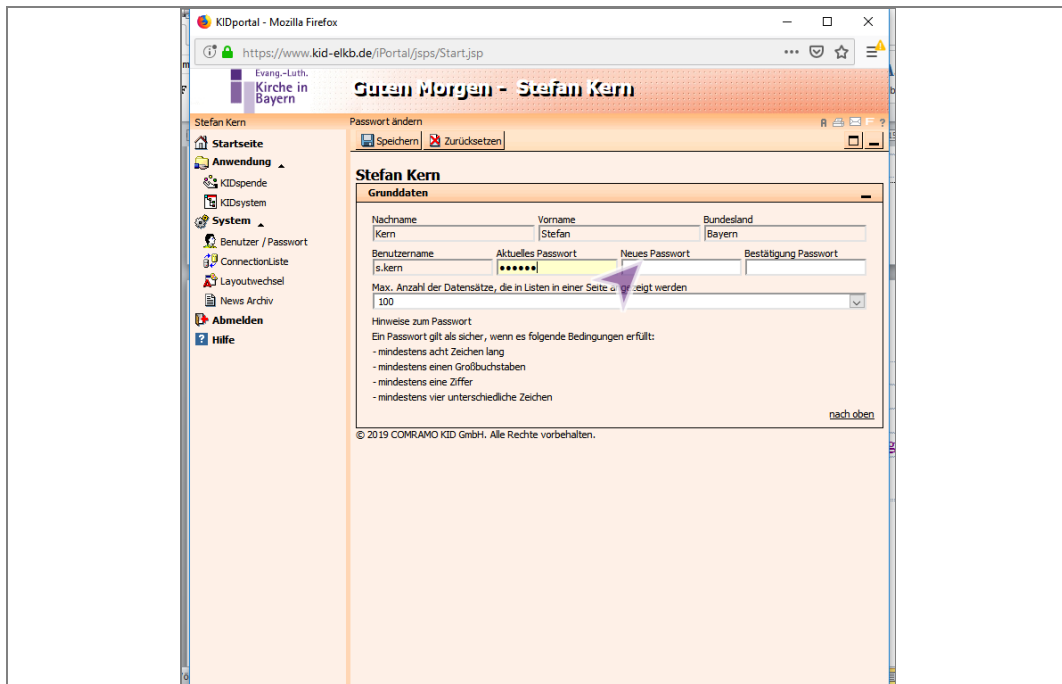 KIDportal - Mozilla Firefox
https://www.kid-elkb.de/iPortal/jsps/Start.jsp
Evang.-Luth.
Kirche in
Bayern
Guten Morgen - Stefan Kern
Stefan Kern
Passwort ändern
Startseite
Speichern Zurücksetzen
Anwendung
KIDspende
KIDsystem
System
Benutzer / Passwort
ConnectionListe
Layoutwechsel
News Archiv
Abmelden
Hilfe
Stefan Kern
Grunddaten
Nachname Vorname Bundesland
Kern Stefan Bayern
Benutzername Aktuelles Passwort Neues Passwort Bestätigung Passwort
s.kern ••••••
Max. Anzahl der Datensätze, die in Listen in einer Seite angezeigt werden
100
Hinweise zum Passwort
Ein Passwort gilt als sicher, wenn es folgende Bedingungen erfüllt:
- mindestens acht Zeichen lang
- mindestens einen Großbuchstaben
- mindestens eine Ziffer
- mindestens vier unterschiedliche Zeichen
nach oben
© 2019 COMRAMO KID GmbH. Alle Rechte vorbehalten.